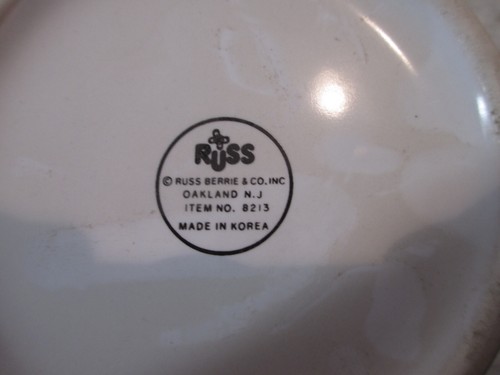 RUSS
© RUSS BERRIE & CO. INC
OAKLAND N.J
ITEM NO. 8213
MADE IN KOREA